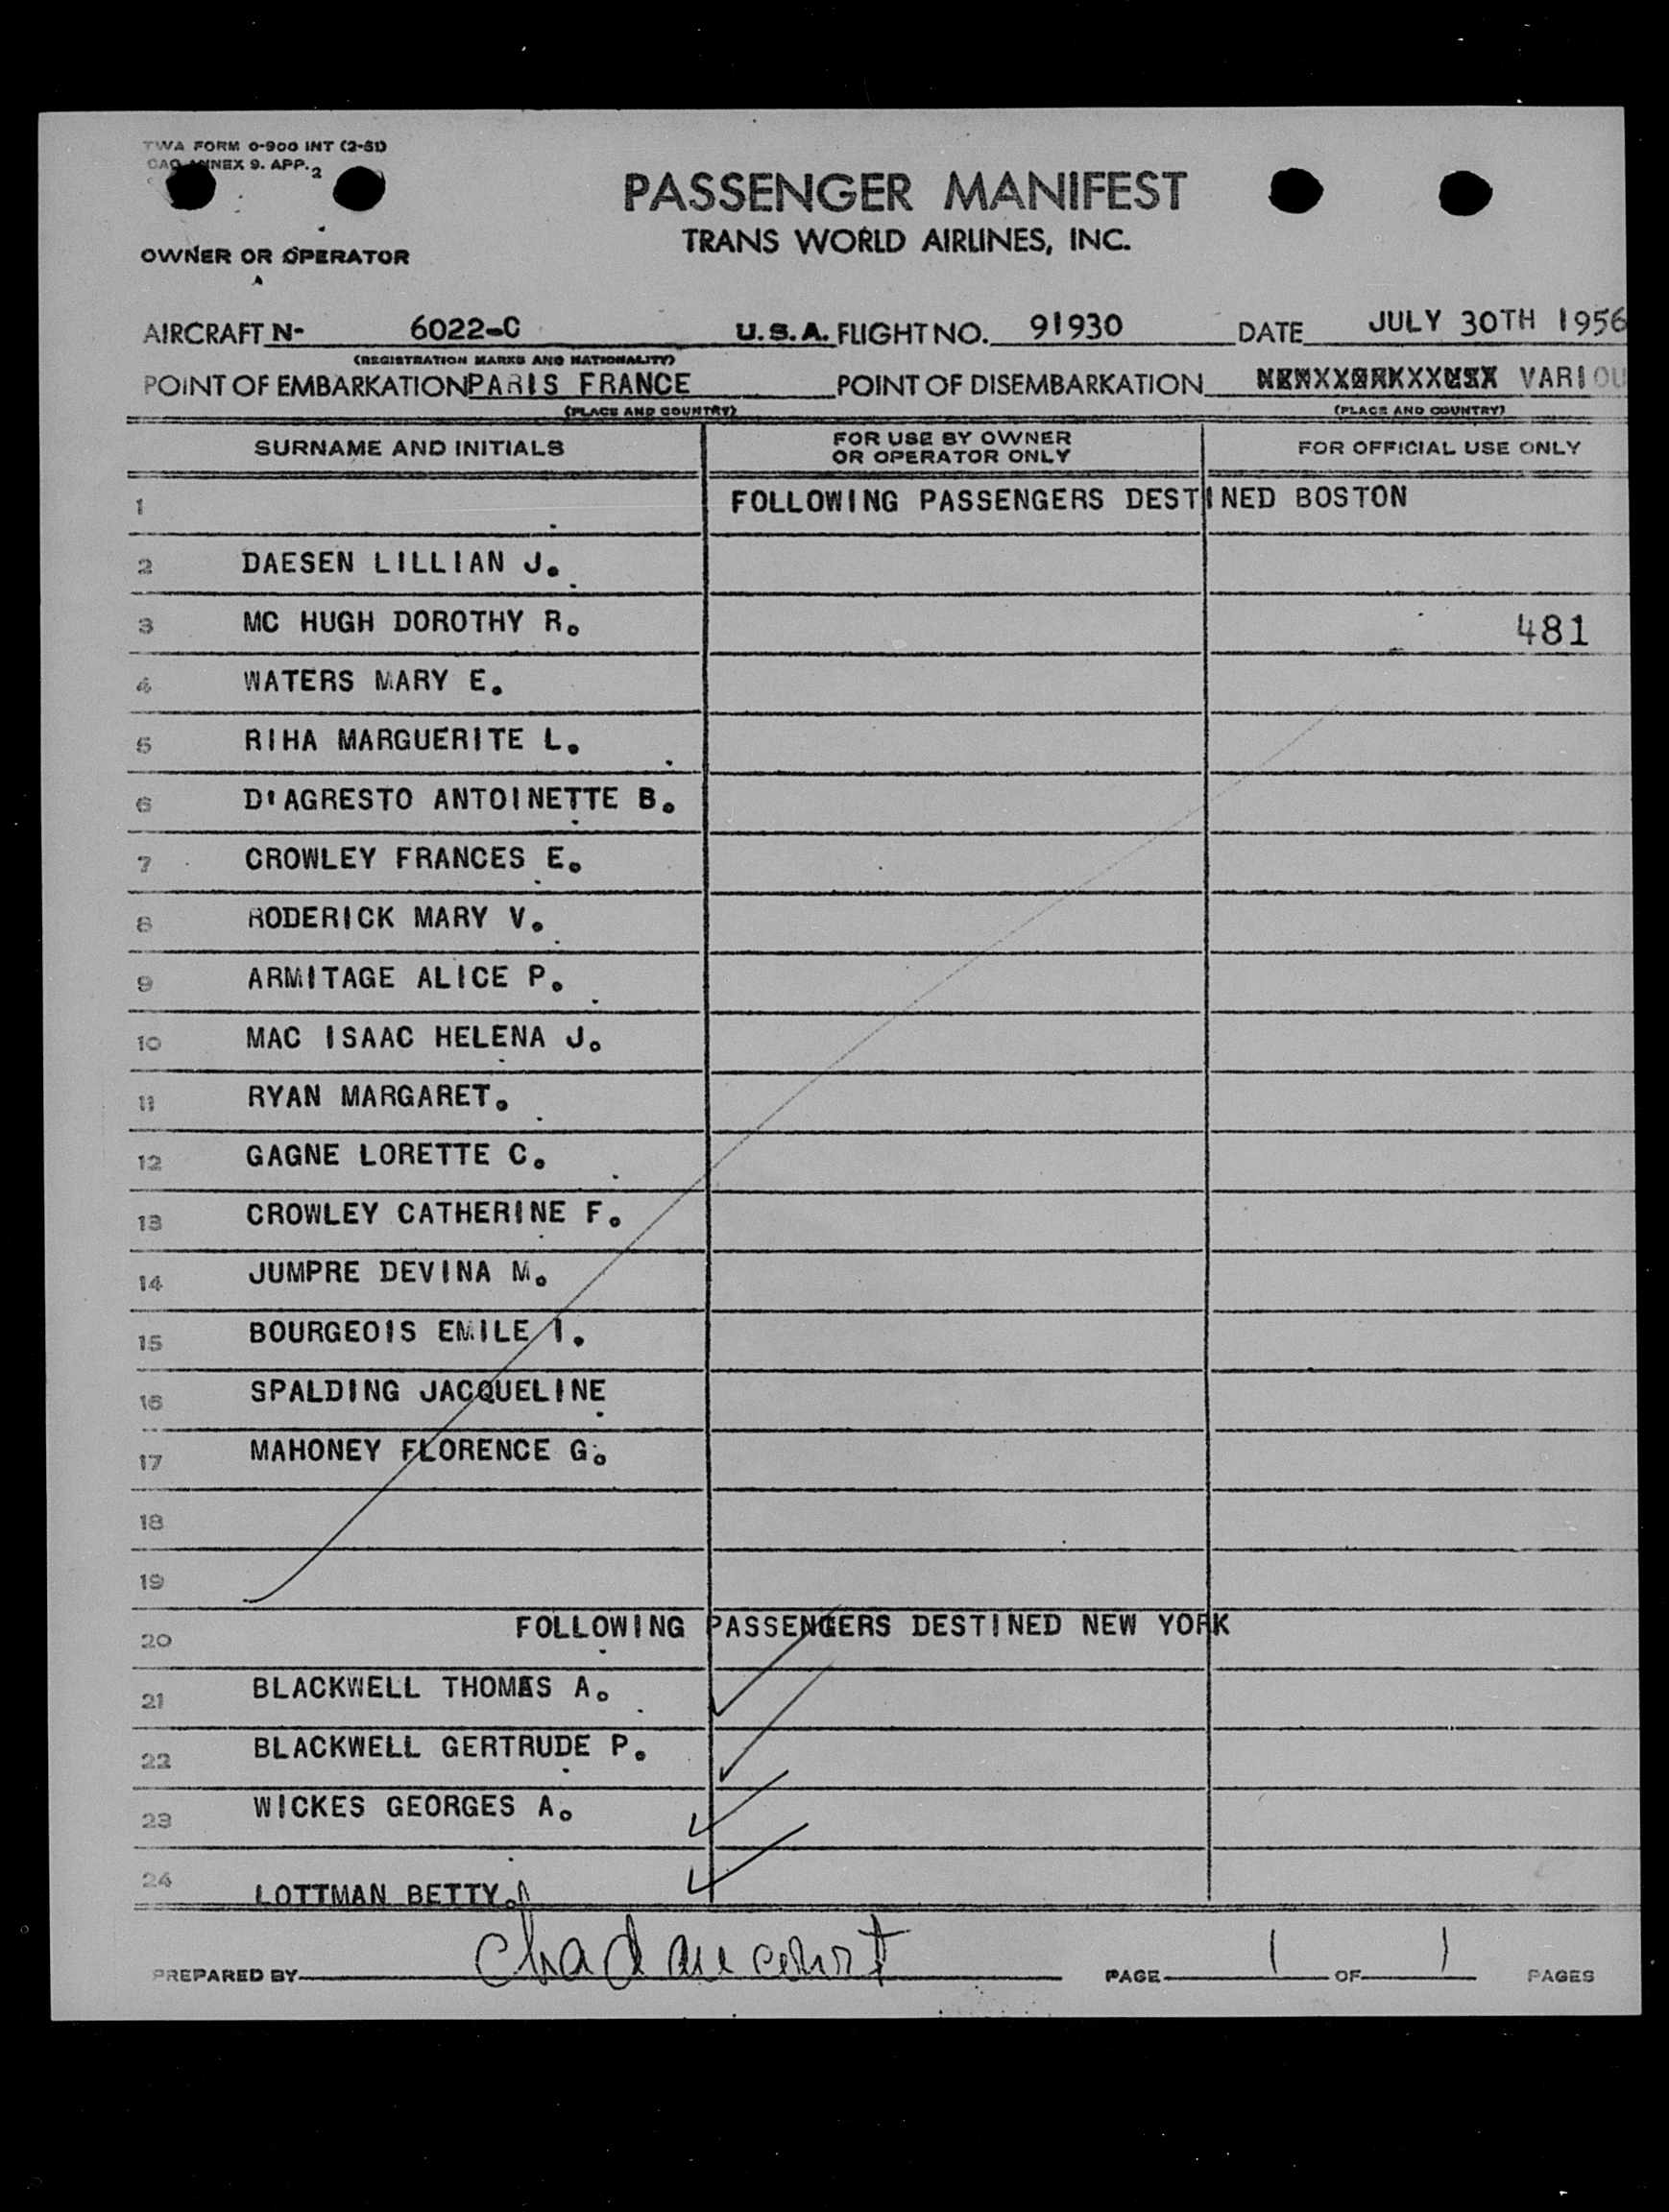 TWA FORM 0-900 INT (2-51)
ANNEX 9. APP. 2
PASSENGER MANIFEST
TRANS WORLD AIRLINES, INC.
OWNER OR OPERATOR
AIRCRAFT N- 6022-C U.S.A. FLIGHT NO. 91930 DATE JULY 30TH 1956
(REGISTRATION MARKS AND NATIONALITY)
POINT OF EMBARKATION PARIS FRANCE POINT OF DISEMBARKATION VARIOU
(PLACE AND COUNTRY) (PLACE AND COUNTRY)
SURNAME AND INITIALS FOR USE BY OWNER OR OPERATOR ONLY FOR OFFICIAL USE ONLY
1 FOLLOWING PASSENGERS DESTINED BOSTON
2 DAESEN LILLIAN J.
3 MC HUGH DOROTHY R. 481
4 WATERS MARY E.
5 RIHA MARGUERITE L.
6 D'AGRESTO ANTOINETTE B.
7 CROWLEY FRANCES E.
8 RODERICK MARY V.
9 ARMITAGE ALICE P.
10 MAC ISAAC HELENA J.
11 RYAN MARGARET.
12 GAGNE LORETTE C.
13 CROWLEY CATHERINE F.
14 JUMPRE DEVINA M.
15 BOURGEOIS EMILE I.
16 SPALDING JACQUELINE
17 MAHONEY FLORENCE G.
18
19
20 FOLLOWING PASSENGERS DESTINED NEW YORK
21 BLACKWELL THOMAS A.
22 BLACKWELL GERTRUDE P.
23 WICKES GEORGES A.
24 LOTTMAN BETTY.
PREPARED BY PAGE 1 OF 1 PAGES